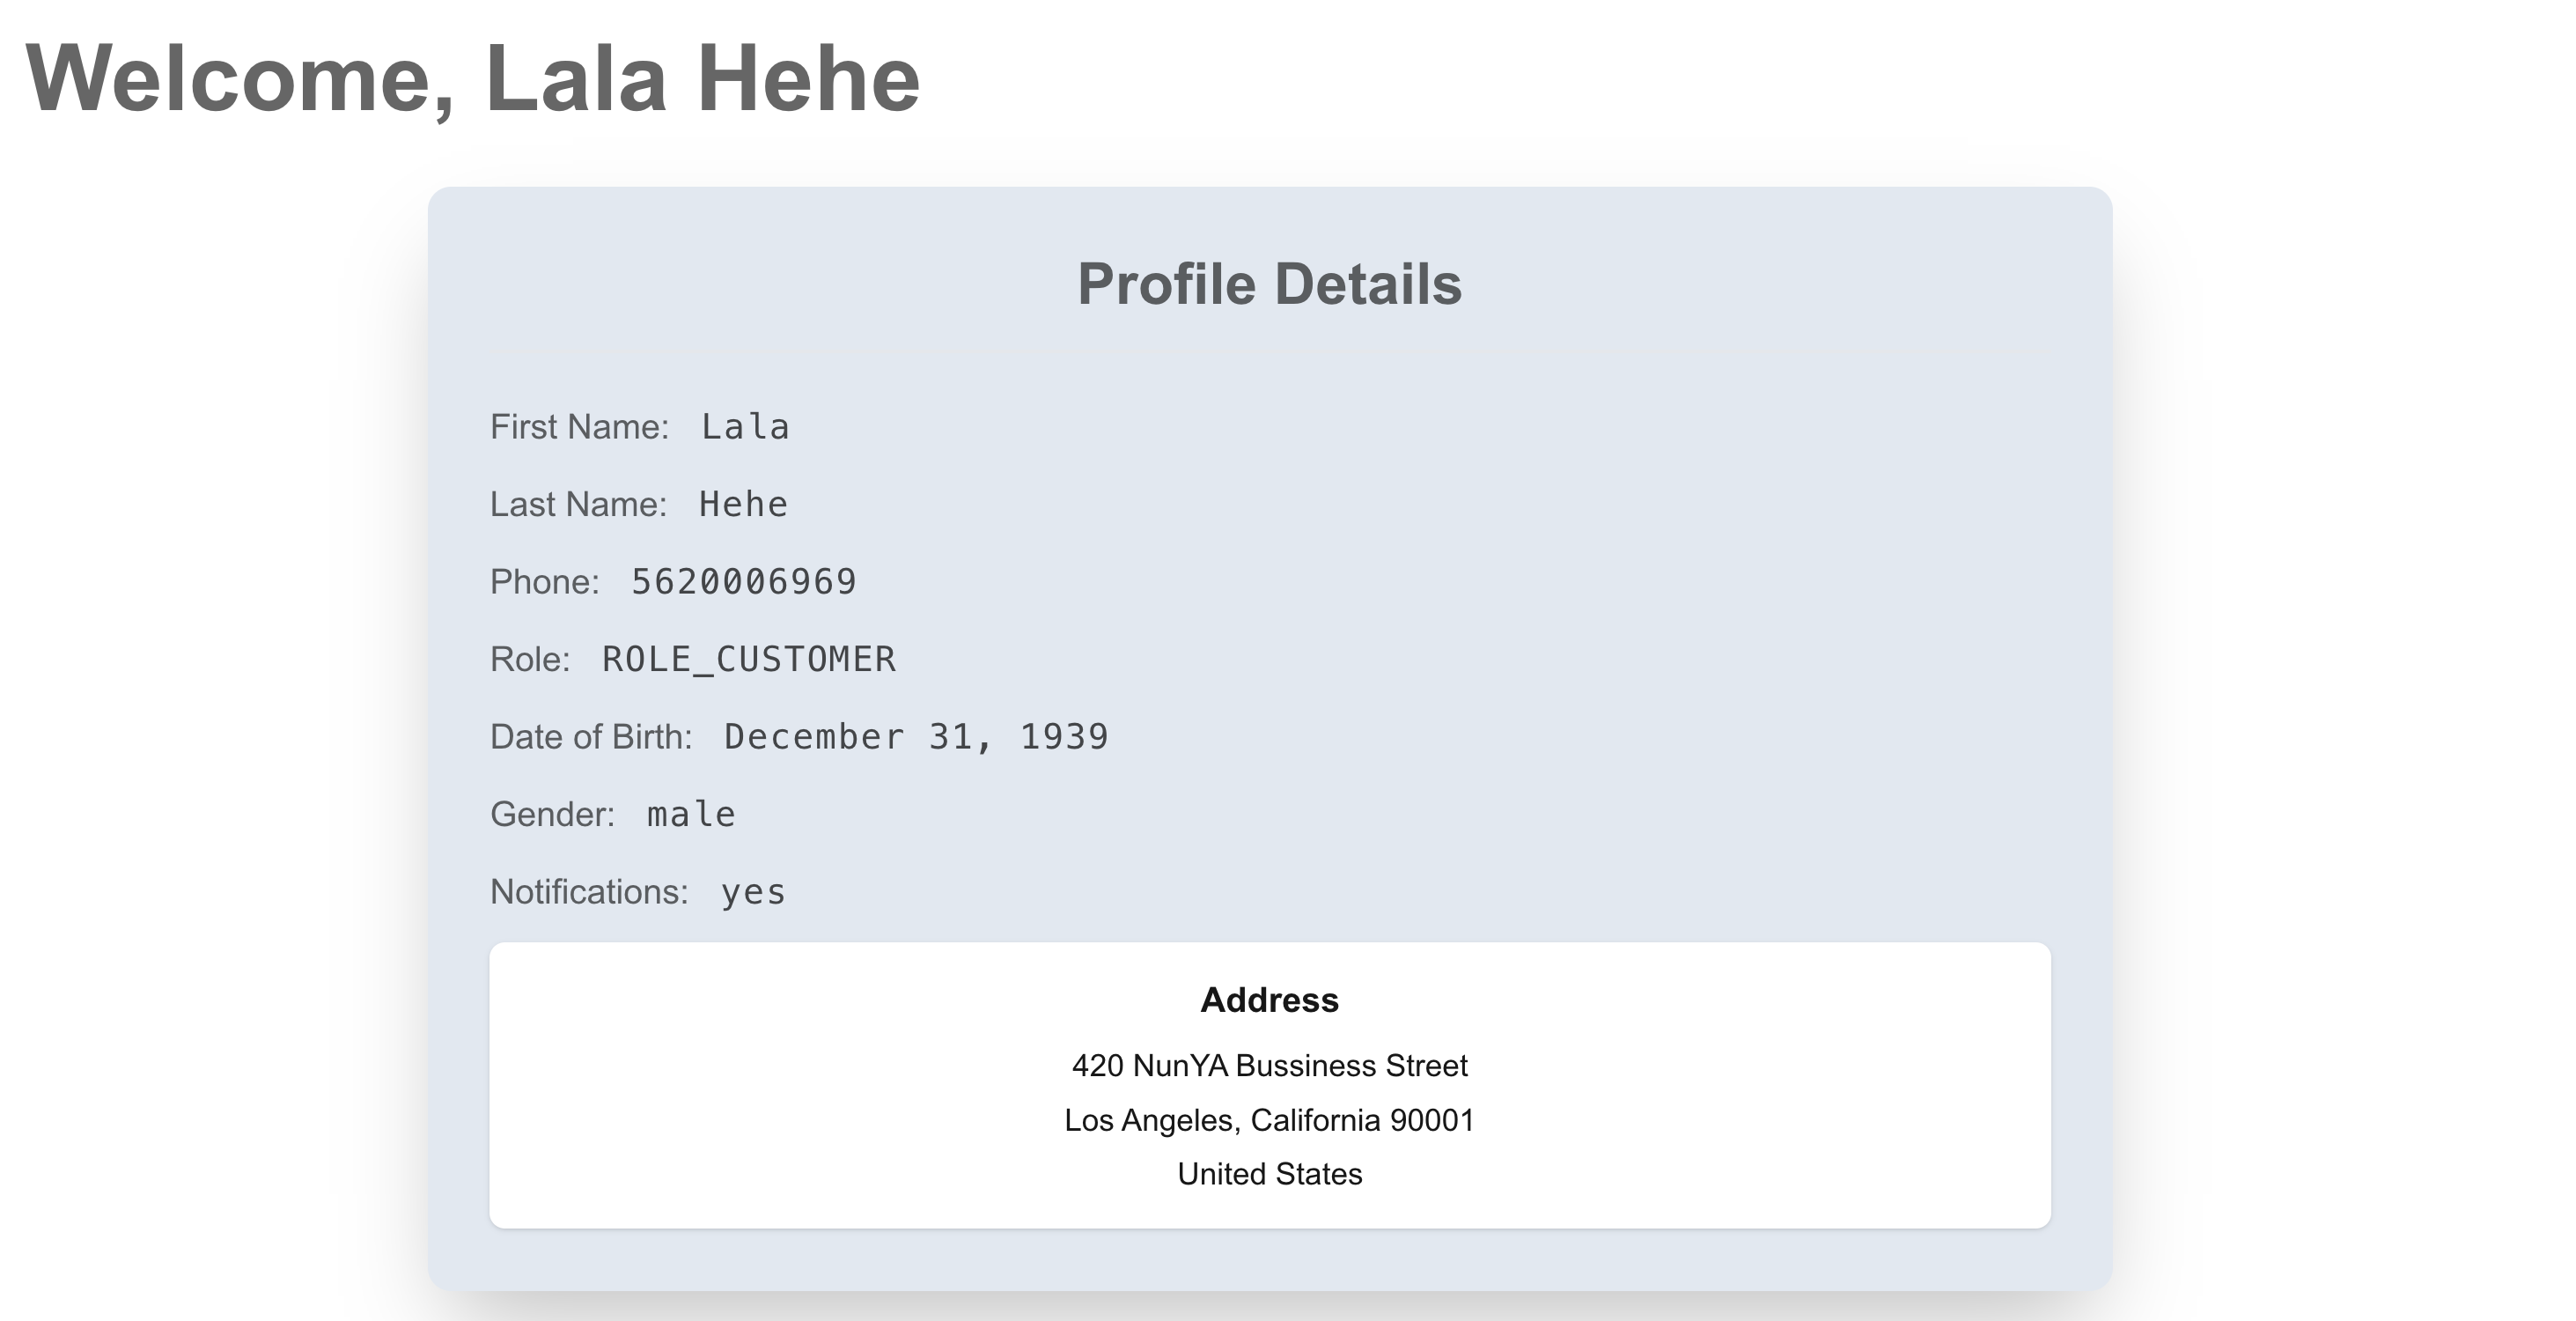 Welcome, Lala Hehe
Profile Details
First Name: Lala
Last Name: Hehe
Phone: 5620006969
Role: ROLE_CUSTOMER
Date of Birth: December 31, 1939
Gender: male
Notifications: yes
Address
420 NunYA Bussiness Street
Los Angeles, California 90001
United States